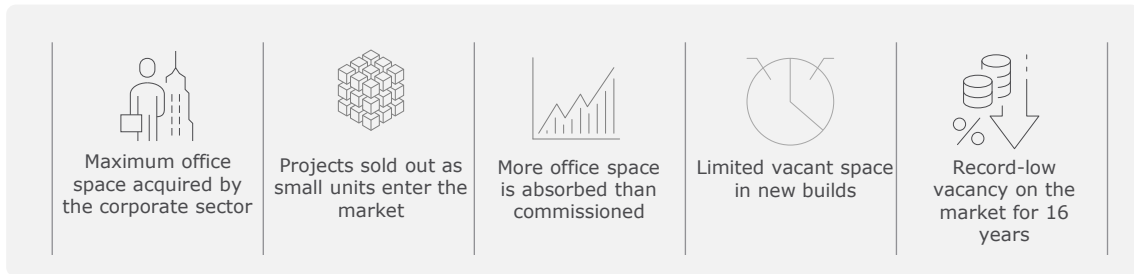 Maximum office
space acquired by
the corporate sector
Projects sold out as
small units enter the
market
More office space
is absorbed than
commissioned
Limited vacant space
in new builds
Record-low
vacancy on the
market for 16
years